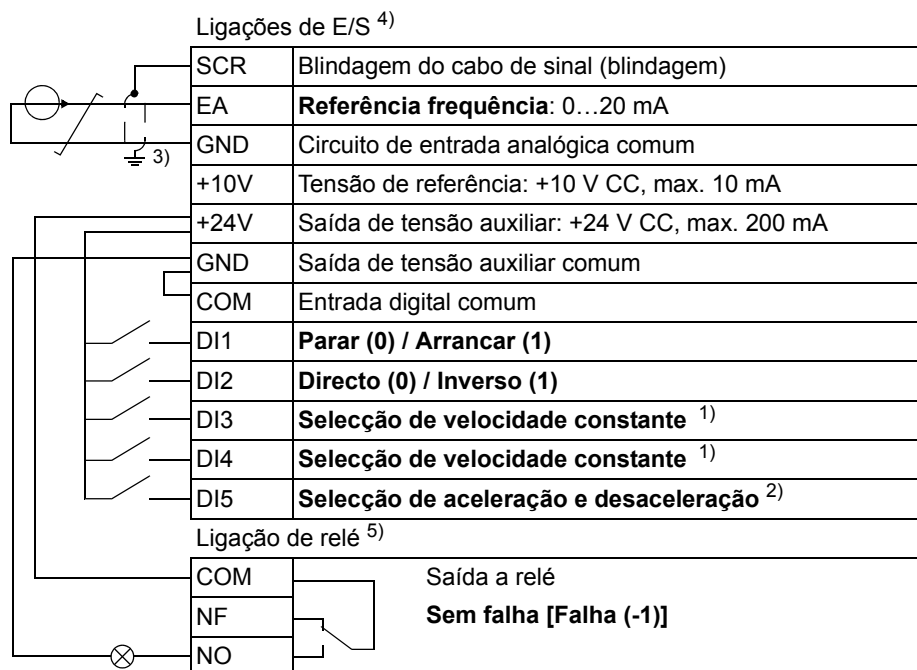 Ligações de E/S 4)
SCR Blindagem do cabo de sinal (blindagem)
EA Referência frequência: 0…20 mA
GND Circuito de entrada analógica comum
3)
+10V Tensão de referência: +10 V CC, max. 10 mA
+24V Saída de tensão auxiliar: +24 V CC, max. 200 mA
GND Saída de tensão auxiliar comum
COM Entrada digital comum
DI1 Parar (0) / Arrancar (1)
DI2 Directo (0) / Inverso (1)
DI3 Selecção de velocidade constante 1)
DI4 Selecção de velocidade constante 1)
DI5 Selecção de aceleração e desaceleração 2)
Ligação de relé 5)
COM Saída a relé
NF Sem falha [Falha (-1)]
NO